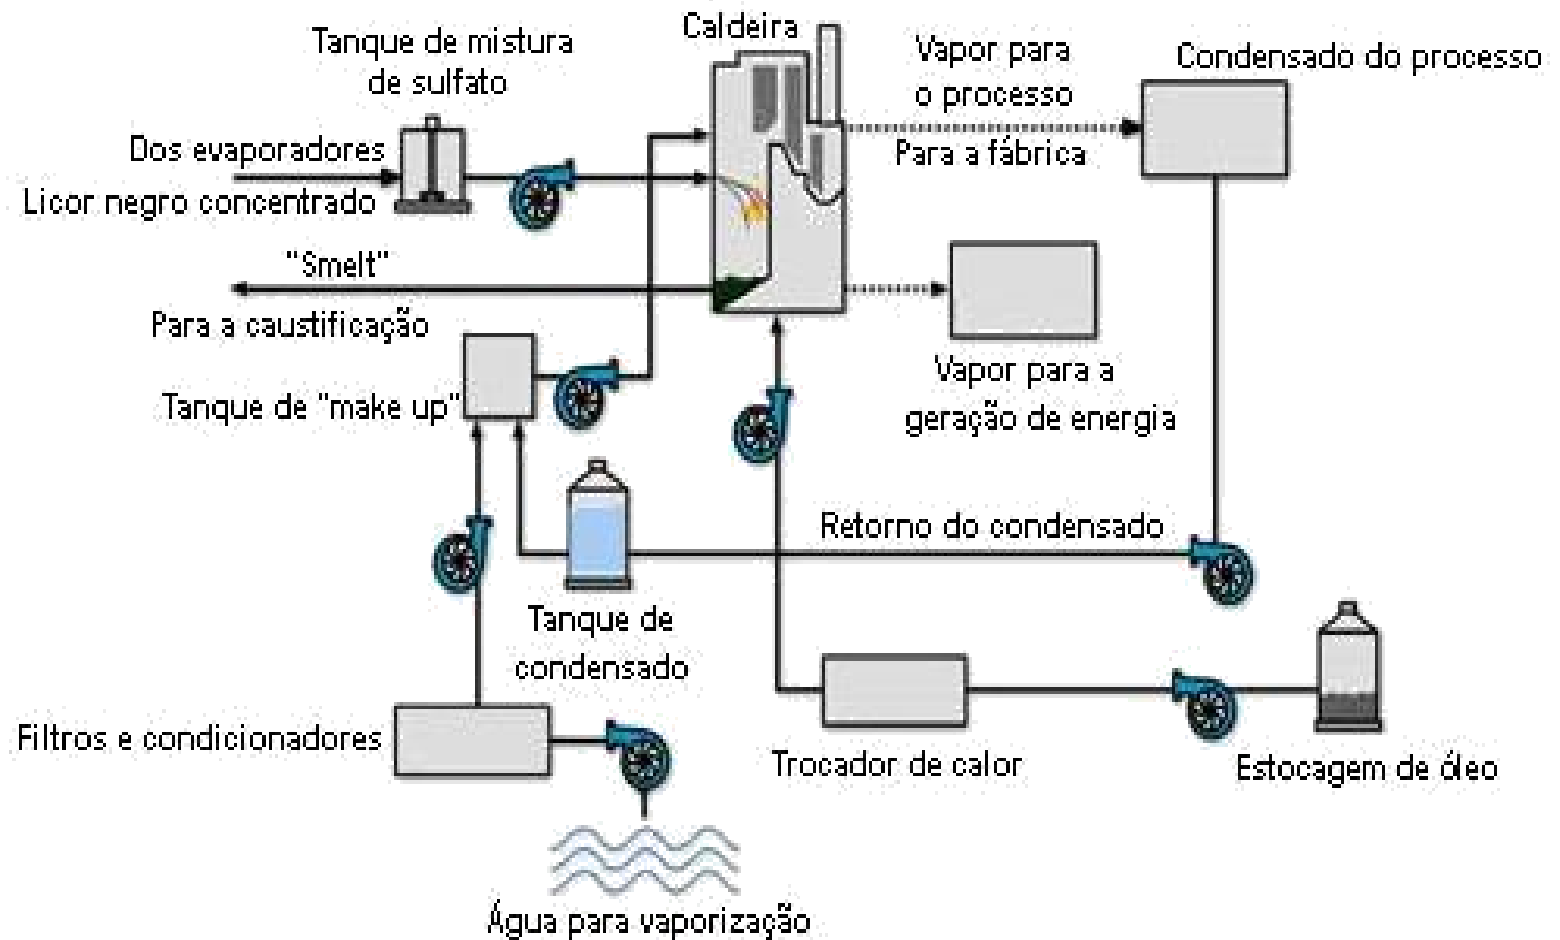 Caldeira
Tanque de mistura
de sulfato
Vapor para
o processo
Para a fábrica
Condensado do processo
Dos evaporadores
Licor negro concentrado
"Smelt"
Para a caustificação
Tanque de "make up"
Vapor para a
geração de energia
Retorno do condensado
Tanque de
condensado
Filtros e condicionadores
Trocador de calor
Estocagem de óleo
Água para vaporização